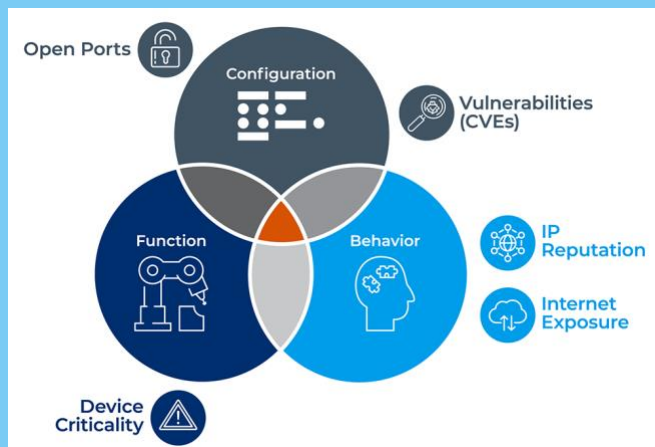 Open Ports
Configuration
Vulnerabilities
(CVEs)
Function
Behavior
IP
Reputation
Internet
Exposure
Device
Criticality